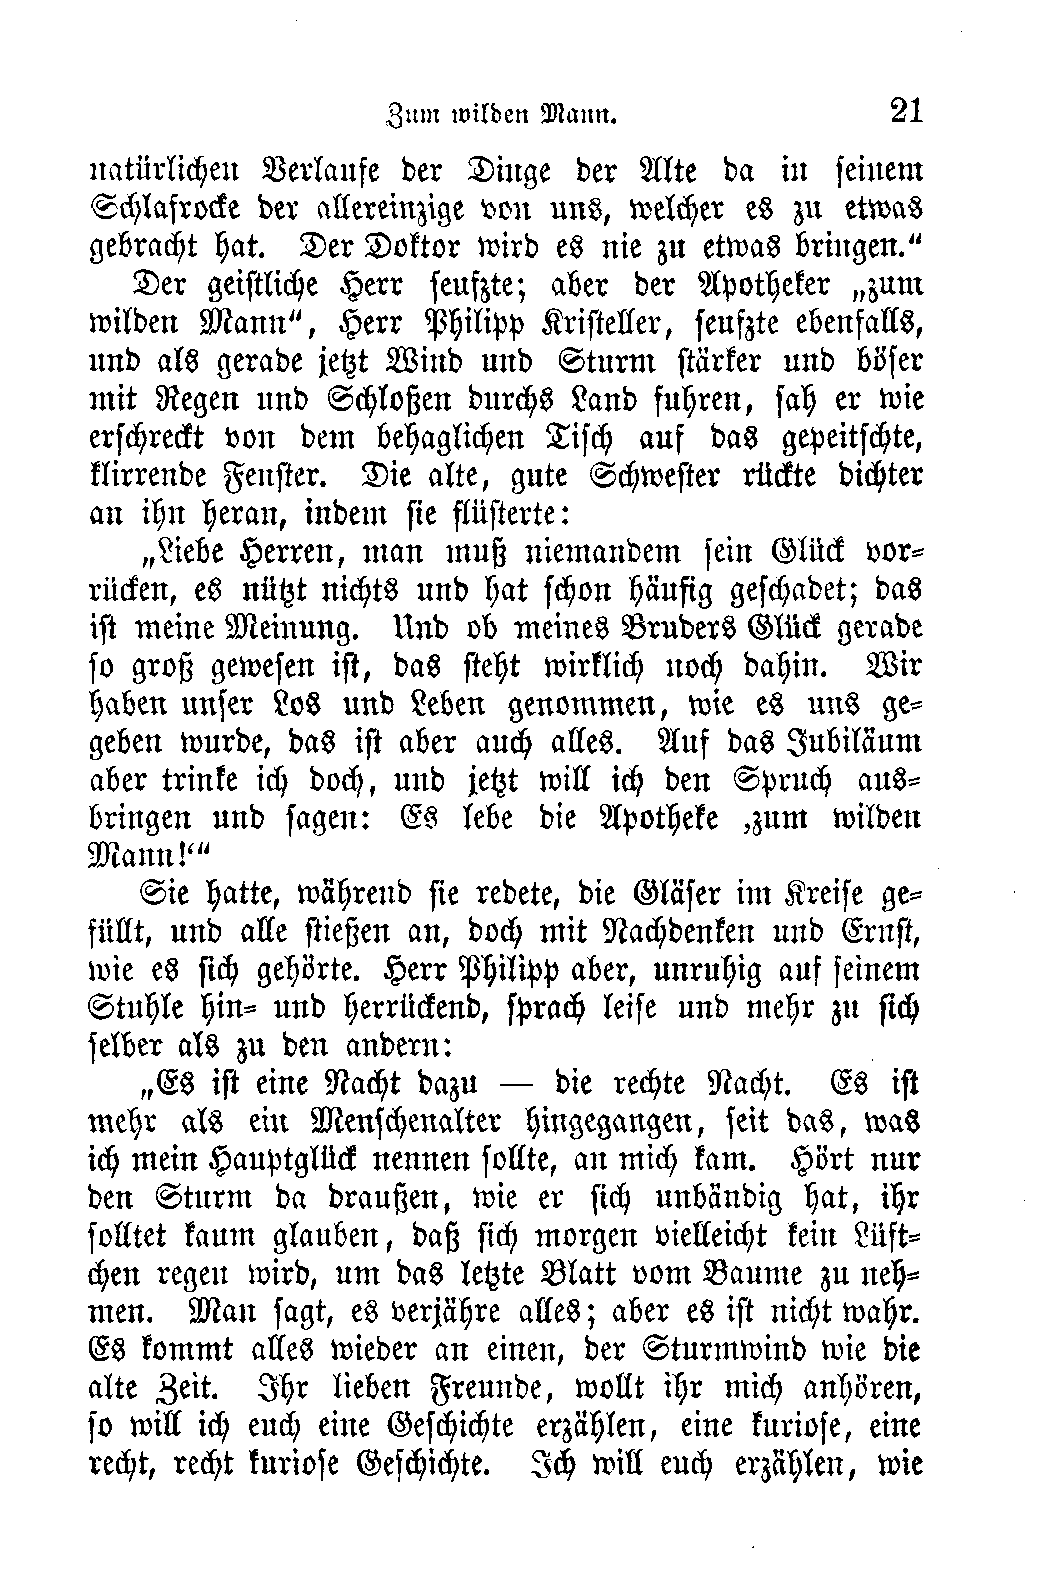 Zum wilden Mann. 21
natürlichen Verlaufe der Dinge der Alte da in seinem
Schlafrocke der allereinzige von uns, welcher es zu etwas
gebracht hat. Der Doktor wird es nie zu etwas bringen.“
Der geistliche Herr seufzte; aber der Apotheker „zum
wilden Mann“, Herr Philipp Kristeller, seufzte ebenfalls,
und als gerade jetzt Wind und Sturm stärker und böser
mit Regen und Schloßen durchs Land fuhren, sah er wie
erschreckt von dem behaglichen Tisch auf das gepeitschte,
klirrende Fenster. Die alte, gute Schwester rückte dichter
an ihn heran, indem sie flüsterte:
„Liebe Herren, man muß niemandem sein Glück vor-
rücken, es nützt nichts und hat schon häufig geschadet; das
ist meine Meinung. Und ob meines Bruders Glück gerade
so groß gewesen ist, das steht wirklich noch dahin. Wir
haben unser Los und Leben genommen, wie es uns ge-
geben wurde, das ist aber auch alles. Auf das Jubiläum
aber trinke ich doch, und jetzt will ich den Spruch aus-
bringen und sagen: Es lebe die Apotheke ‚zum wilden
Mann!‘“
Sie hatte, während sie redete, die Gläser im Kreise ge-
füllt, und alle stießen an, doch mit Nachdenken und Ernst,
wie es sich gehörte. Herr Philipp aber, unruhig auf seinem
Stuhle hin- und herrückend, sprach leise und mehr zu sich
selber als zu den andern:
„Es ist eine Nacht dazu — die rechte Nacht. Es ist
mehr als ein Menschenalter hingegangen, seit das, was
ich mein Hauptglück nennen sollte, an mich kam. Hört nur
den Sturm da draußen, wie er sich unbändig hat, ihr
solltet kaum glauben, daß sich morgen vielleicht kein Lüft-
chen regen wird, um das letzte Blatt vom Baume zu neh-
men. Man sagt, es verjähre alles; aber es ist nicht wahr.
Es kommt alles wieder an einen, der Sturmwind wie die
alte Zeit. Ihr lieben Freunde, wollt ihr mich anhören,
so will ich euch eine Geschichte erzählen, eine kuriose, eine
recht, recht kuriose Geschichte. Ich will euch erzählen, wie